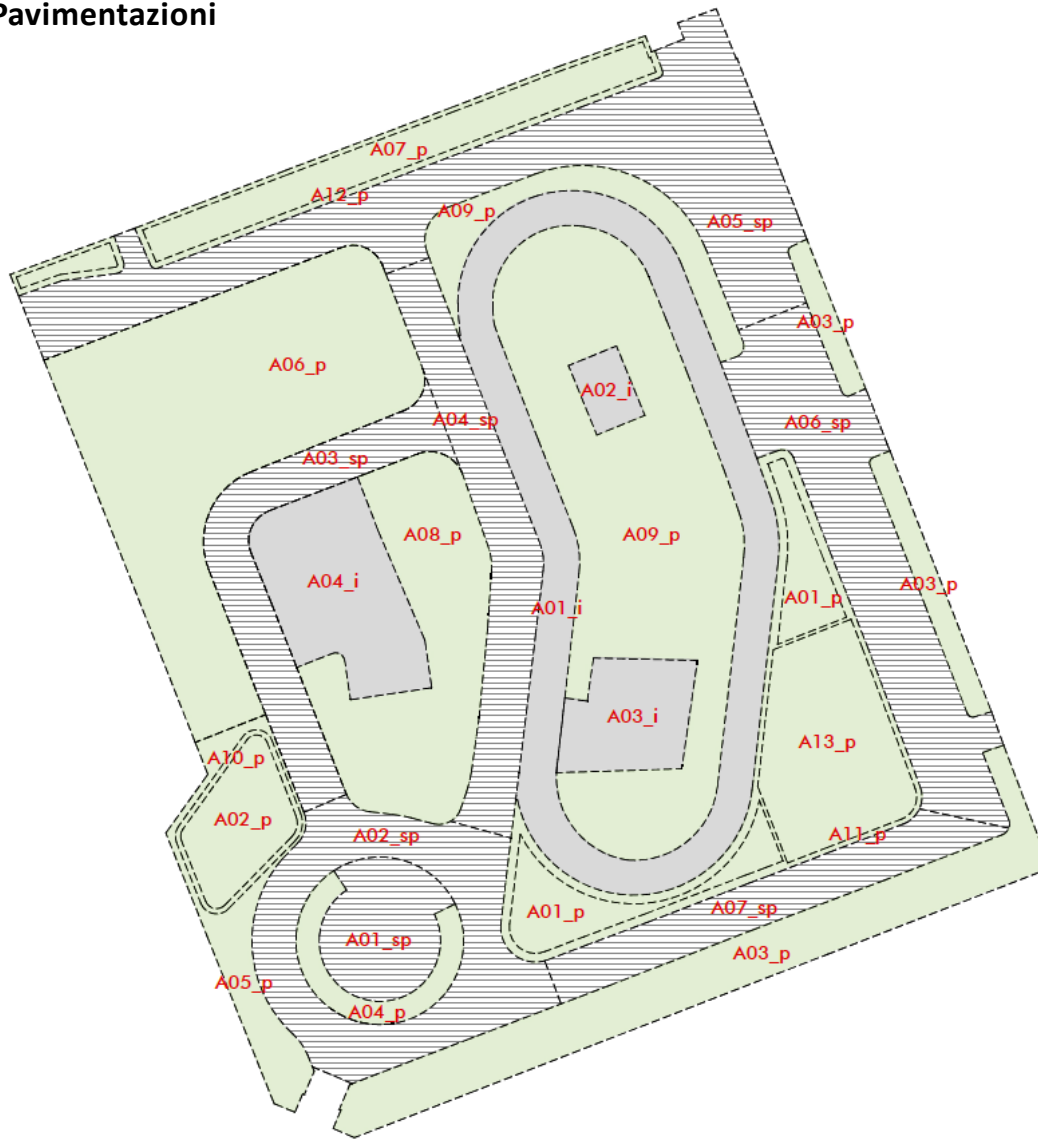 Pavimentazioni
A07_p
A12_p
A09_p
A05_sp
A03_p
A06_p
A02_i
A04_sp
A06_sp
A03_sp
A08_p
A09_p
A04_i
A03_p
A01_p
A01_i
A03_i
A13_p
A10_p
A02_p
A02_sp
A11_p
A07_sp
A01_p
A01_sp
A03_p
A05_p
A04_p